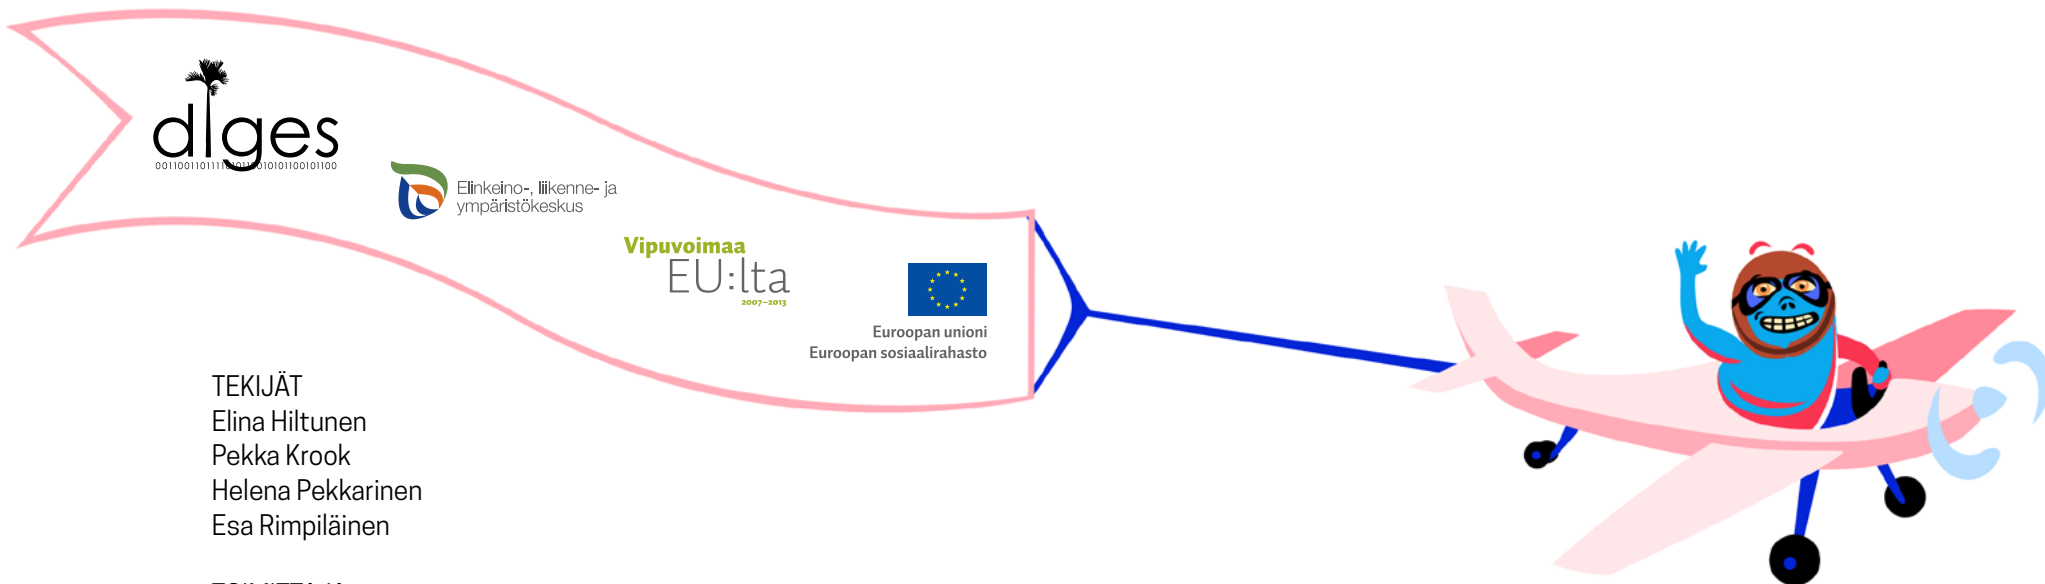 diges
Elinkeino-, liikenne- ja
ympäristökeskus
Vipuvoimaa
EU:lta
2007–2013
Euroopan unioni
Euroopan sosiaalirahasto
TEKIJÄT
Elina Hiltunen
Pekka Krook
Helena Pekkarinen
Esa Rimpiläinen